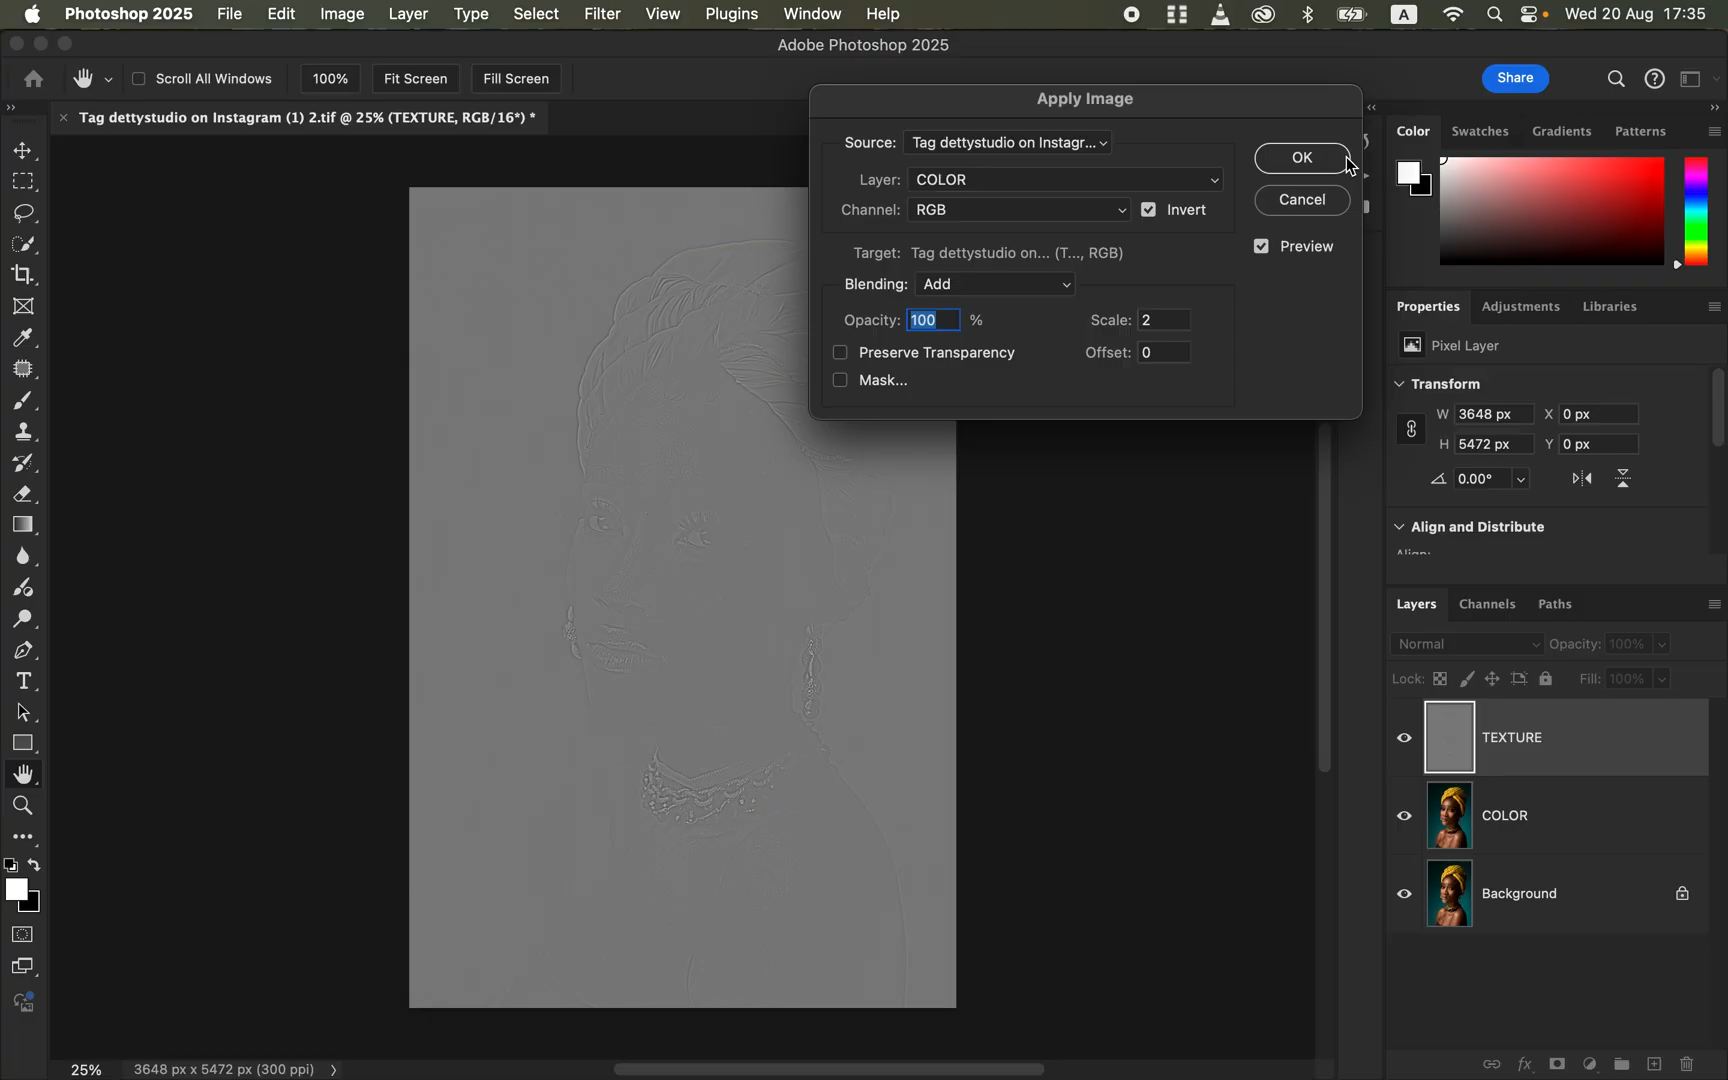 Photoshop 2025 File Edit Image Layer Type Select Filter View Plugins Window Help A Wed 20 Aug 17:35
Adobe Photoshop 2025
Scroll All Windows 100% Fit Screen Fill Screen Share
Tag dettystudio on Instagram (1) 2.tif @ 25% (TEXTURE, RGB/16*) *
Apply Image
Source: Tag dettystudio on Instagr...
Layer: COLOR
Channel: RGB Invert
Target: Tag dettystudio on... (T..., RGB)
Blending: Add
Opacity: 100 % Scale: 2
Preserve Transparency Offset: 0
Mask...
OK
Cancel
Preview
Color Swatches Gradients Patterns
Properties Adjustments Libraries
Pixel Layer
Transform
W 3648 px X 0 px
H 5472 px Y 0 px
0.00°
Align and Distribute
Align:
Layers Channels Paths
Normal Opacity: 100%
Lock: Fill: 100%
TEXTURE
COLOR
Background
25% 3648 px x 5472 px (300 ppi)